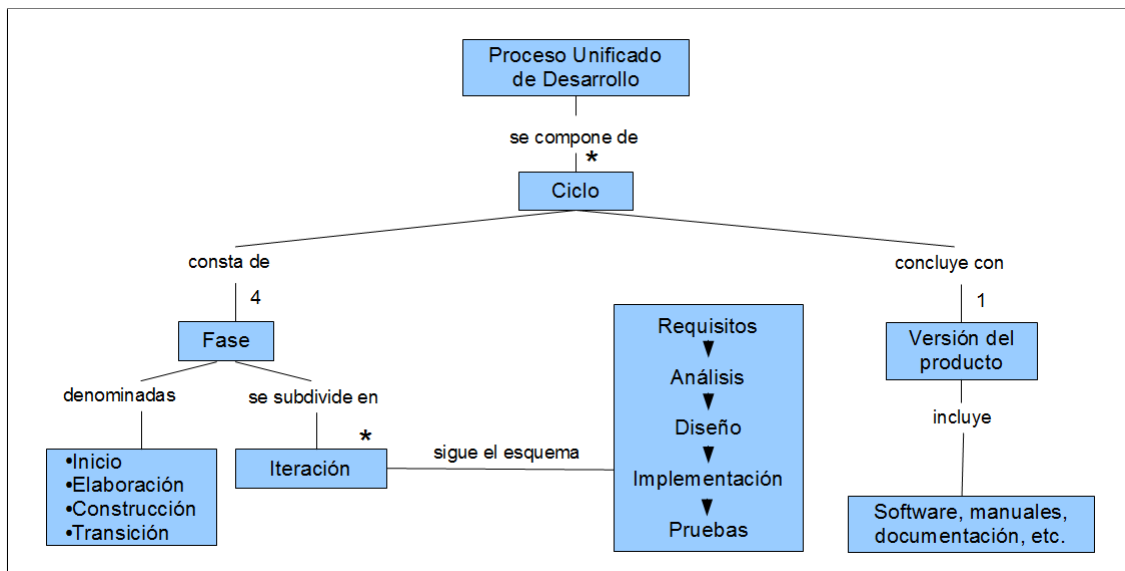 Proceso Unificado
de Desarrollo
se compone de
*
Ciclo
consta de
4
Fase
denominadas
•Inicio
•Elaboración
•Construcción
•Transición
se subdivide en
*
Iteración
sigue el esquema
Requisitos
Análisis
Diseño
Implementación
Pruebas
concluye con
1
Versión del
producto
incluye
Software, manuales,
documentación, etc.